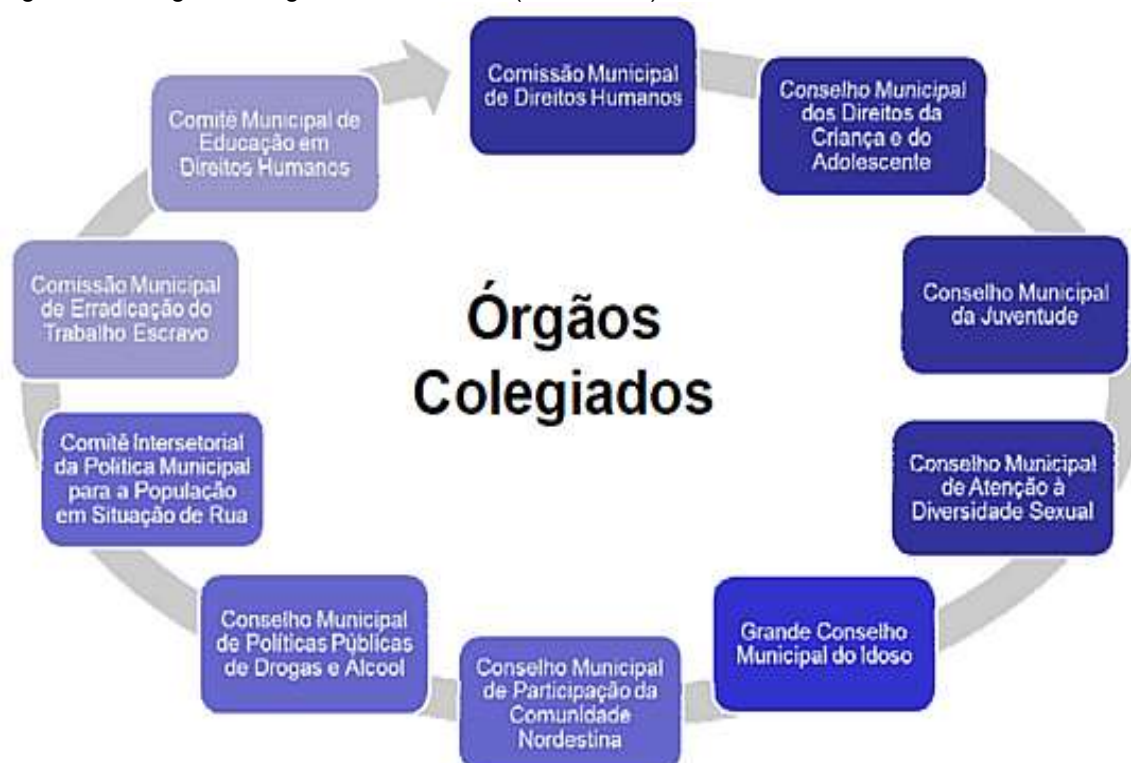 Comissão Municipal
de Direitos Humanos
Conselho Municipal
dos Direitos da
Criança e do
Adolescente
Conselho Municipal
da Juventude
Conselho Municipal
de Atenção à
Diversidade Sexual
Grande Conselho
Municipal do Idoso
Conselho Municipal
de Participação da
Comunidade
Nordestina
Conselho Municipal
de Políticas Públicas
de Drogas e Álcool
Comitê Intersetorial
da Política Municipal
para a População
em Situação de Rua
Comissão Municipal
de Erradicação do
Trabalho Escravo
Comitê Municipal de
Educação em
Direitos Humanos
Órgãos
Colegiados